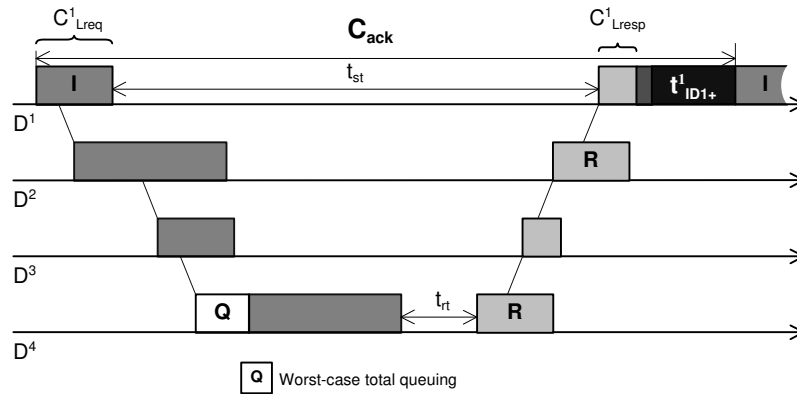 C¹Lreq
Cack
C¹Lresp
I
tst
t¹ID1+
I
D¹
R
D²
D³
Q
trt
R
D⁴
Q Worst-case total queuing